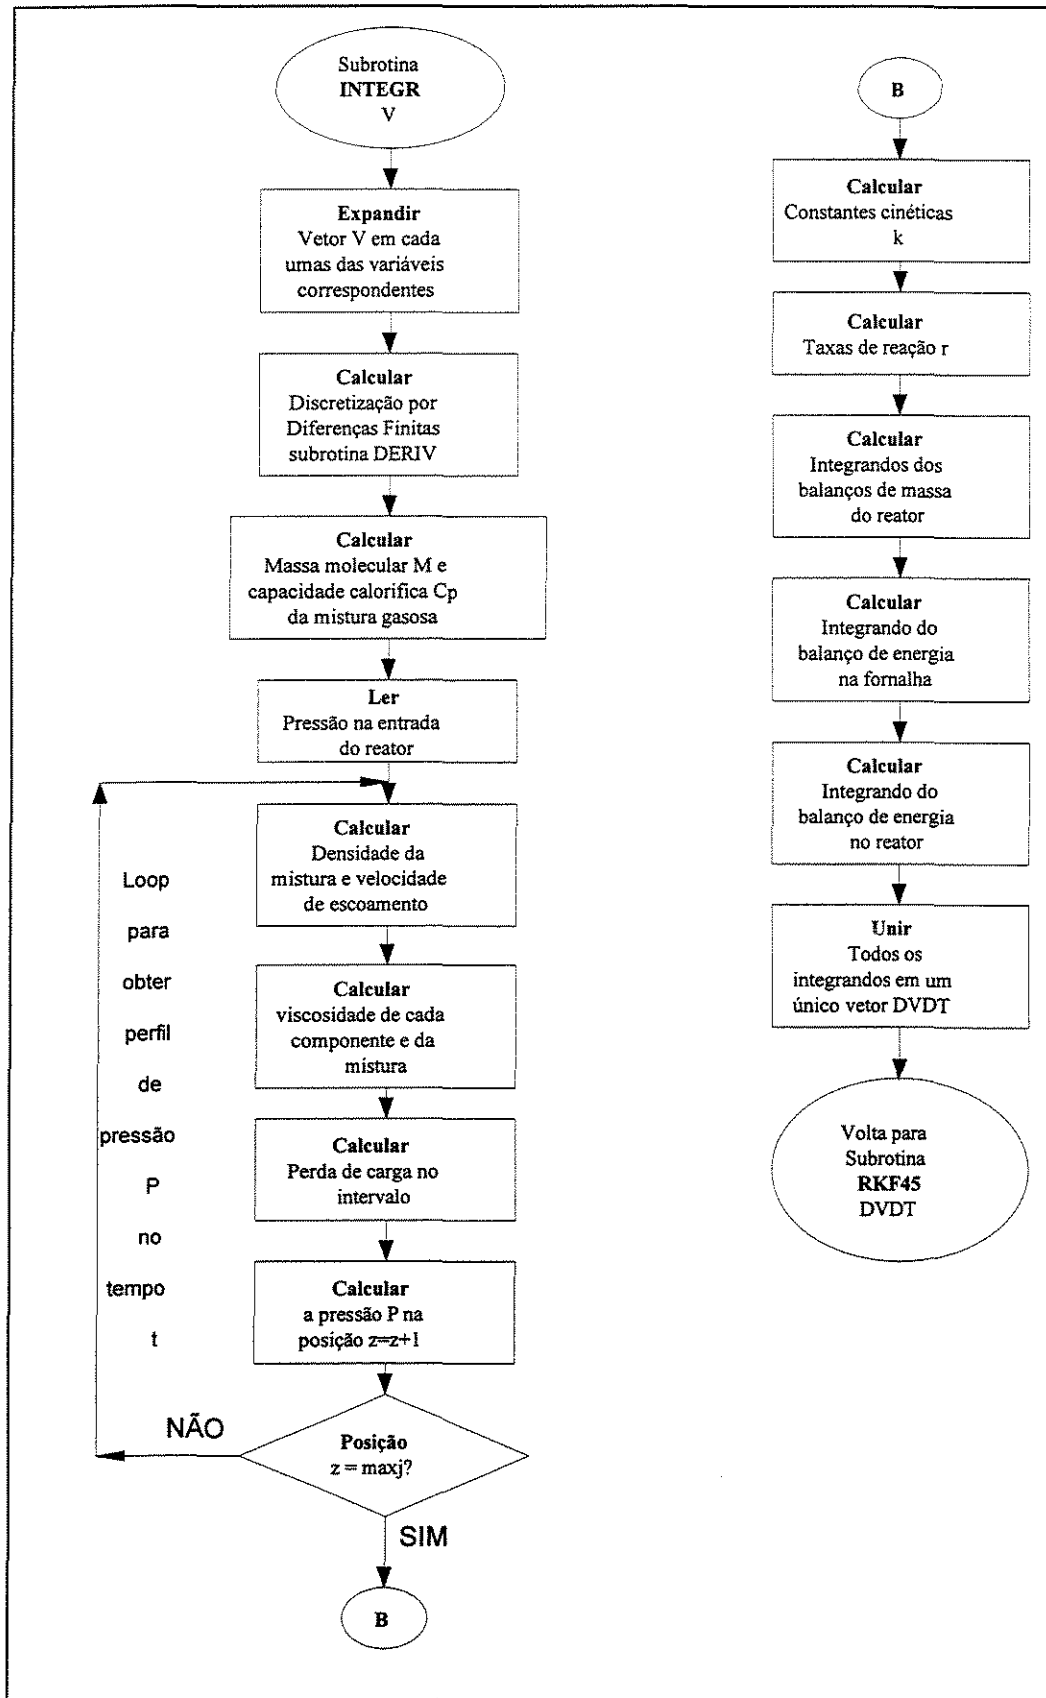 Subrotina
INTEGR
V
Expandir
Vetor V em cada
umas das variáveis
correspondentes
Calcular
Discretização por
Diferenças Finitas
subrotina DERIV
Calcular
Massa molecular M e
capacidade calorífica Cp
da mistura gasosa
Ler
Pressão na entrada
do reator
Calcular
Densidade da
mistura e velocidade
de escoamento
Calcular
viscosidade de cada
componente e da
mistura
Calcular
Perda de carga no
intervalo
Calcular
a pressão P na
posição z=z+1
Posição
z = maxj?
NÃO
SIM
B
Loop
para
obter
perfil
de
pressão
P
no
tempo
t
B
Calcular
Constantes cinéticas
k
Calcular
Taxas de reação r
Calcular
Integrandos dos
balanços de massa
do reator
Calcular
Integrando do
balanço de energia
na fornalha
Calcular
Integrando do
balanço de energia
no reator
Unir
Todos os
integrandos em um
único vetor DVDT
Volta para
Subrotina
RKF45
DVDT